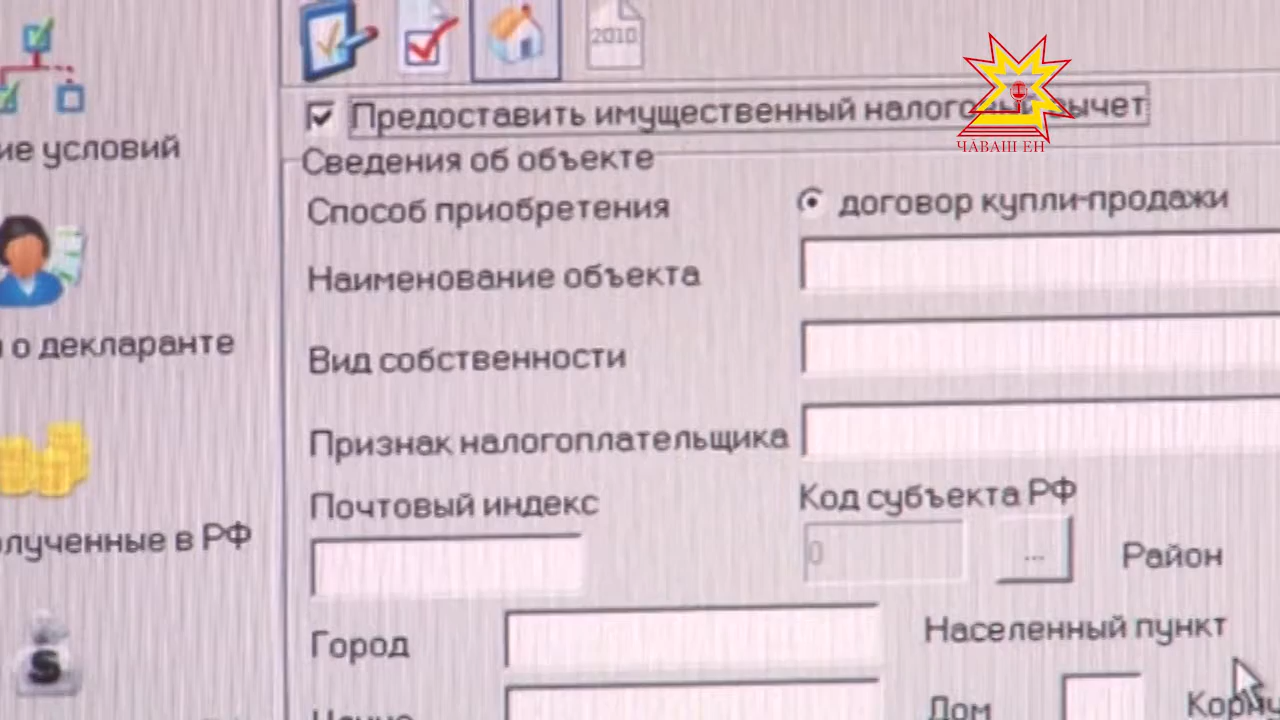 2010
Предоставить имущественный налоговый вычет
ЧӐВАШ ЕН
ие условий
Сведения об объекте
Способ приобретения
договор купли-продажи
Наименование объекта
о декларанте
Вид собственности
Признак налогоплательщика
Почтовый индекс
Код субъекта РФ
олученные в РФ
0
...
Район
Город
Населенный пункт
Дом